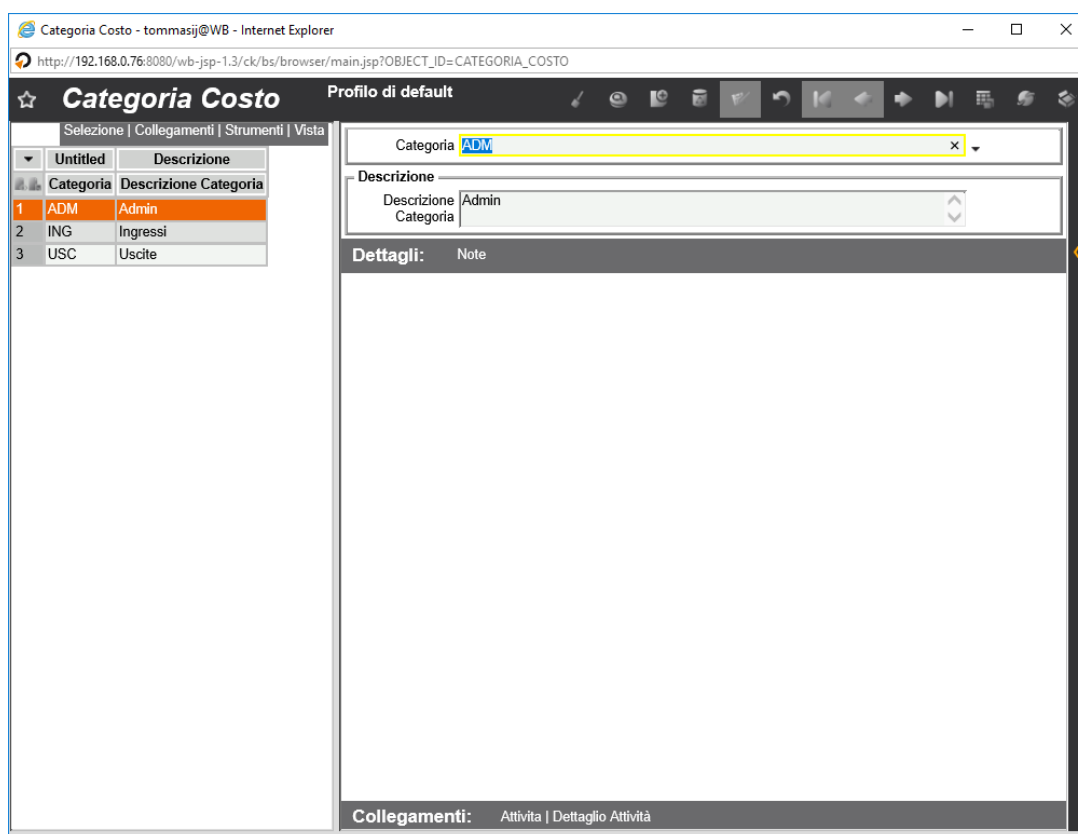 Categoria Costo - tommasij@WB - Internet Explorer
http://192.168.0.76:8080/wb-jsp-1.3/ck/bs/browser/main.jsp?OBJECT_ID=CATEGORIA_COSTO
Categoria Costo
Profilo di default
Selezione | Collegamenti | Strumenti | Vista
Untitled Descrizione
Categoria Descrizione Categoria
1 ADM Admin
2 ING Ingressi
3 USC Uscite
Categoria ADM
Descrizione
Descrizione Categoria Admin
Dettagli: Note
Collegamenti: Attivita | Dettaglio Attività